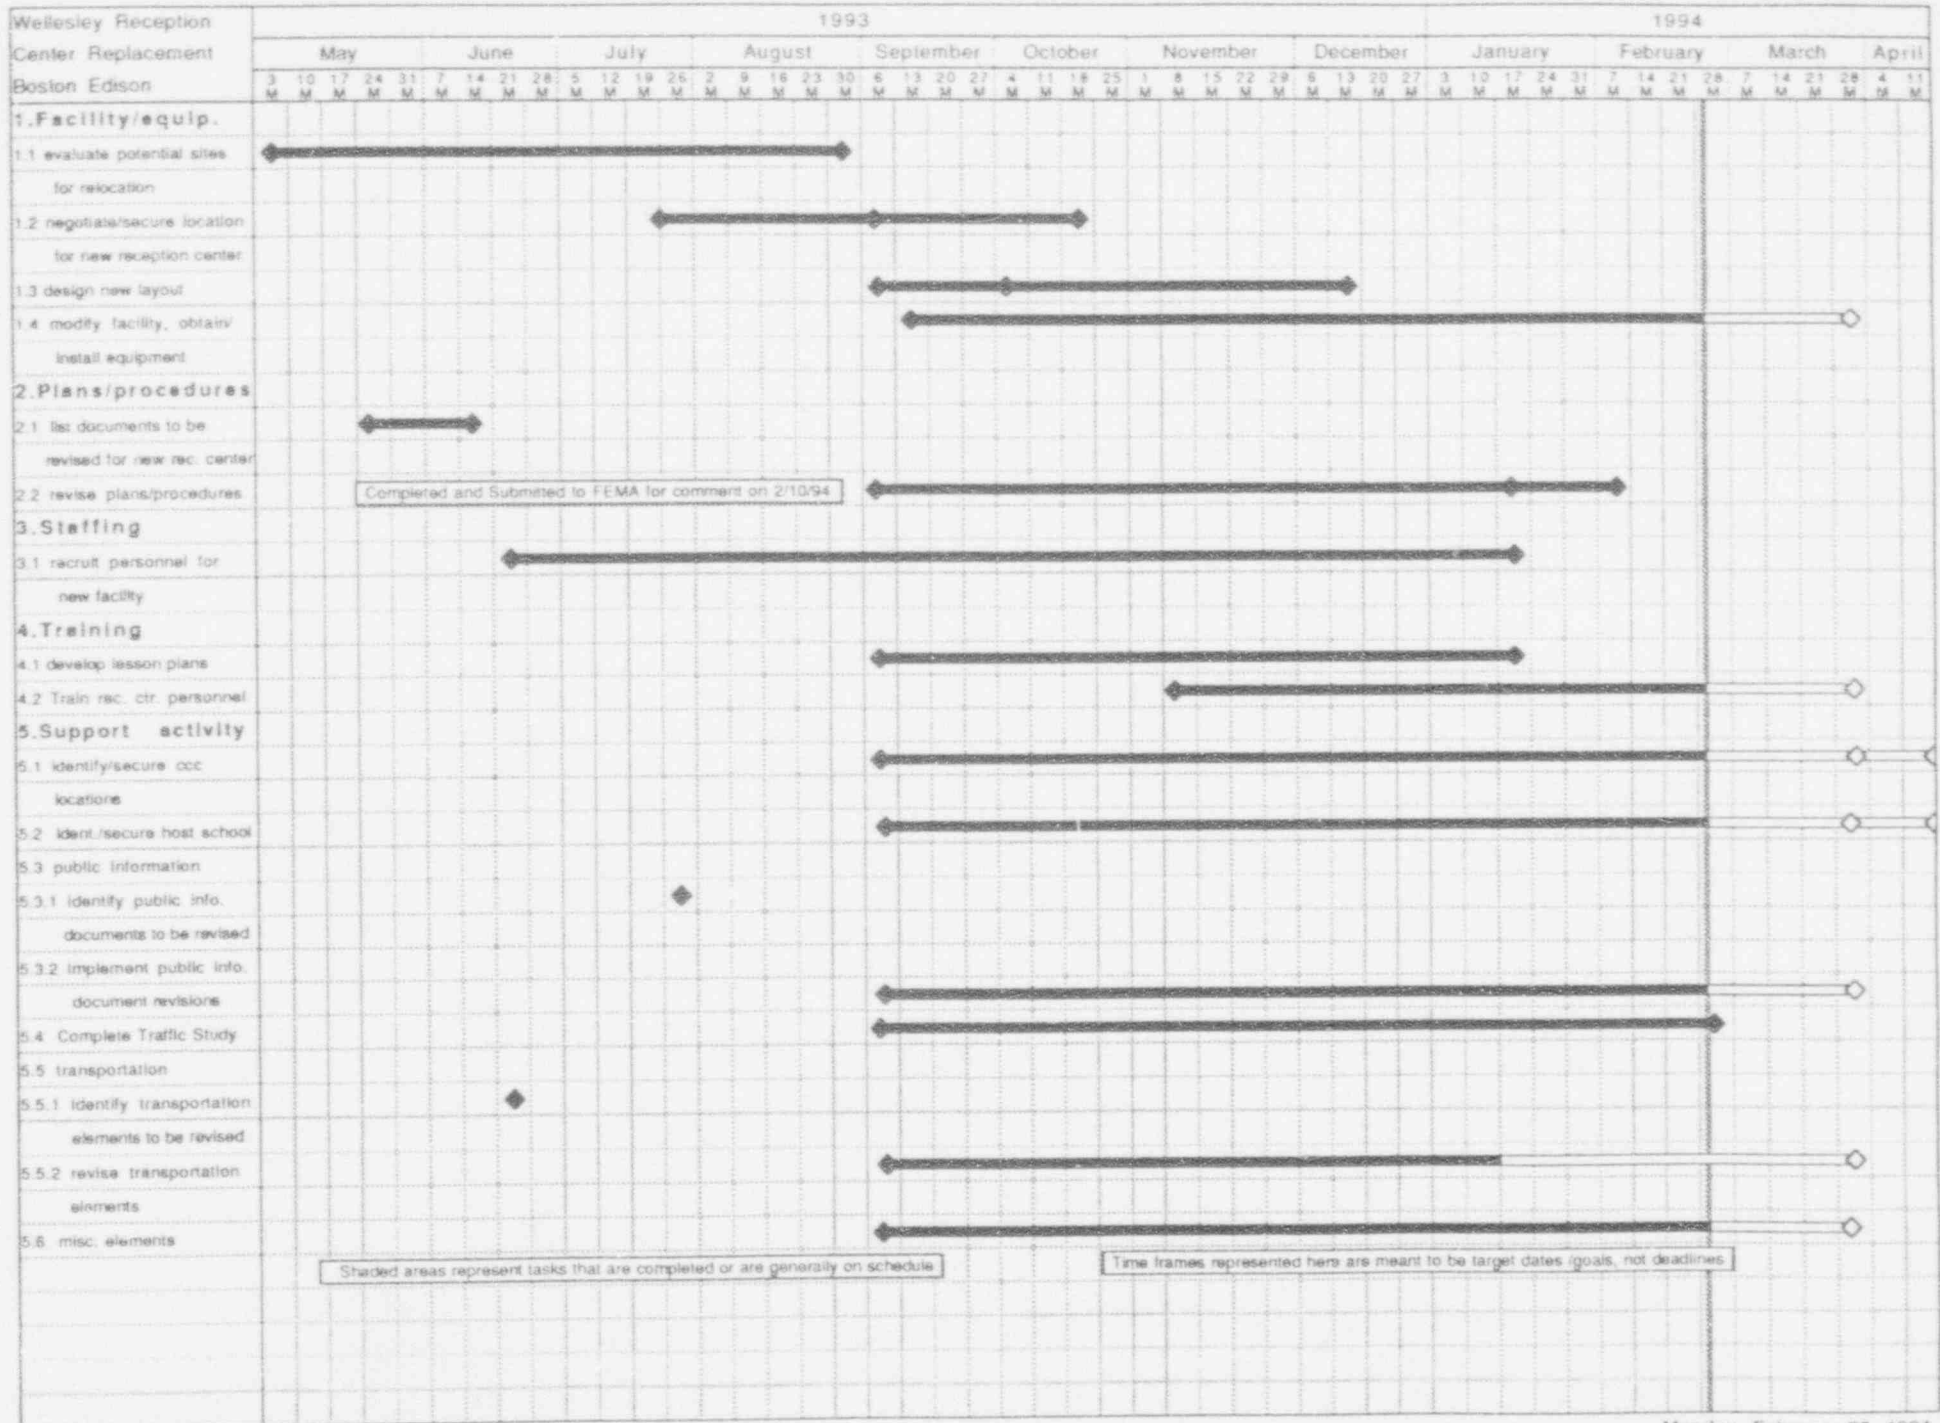 Wellesley Reception
Center Replacement
Boston Edison
1993 1994
May June July August September October November December January February March April
3 10 17 24 31 7 14 21 28 5 12 19 26 2 9 16 23 30 6 13 20 27 4 11 18 25 1 8 15 22 29 6 13 20 27 3 10 17 24 31 7 14 21 28 7 14 21 28 4 11
M M M M M M M M M M M M M M M M M M M M M M M M M M M M M M M M M M M M M M M M M M M M M M M M M M
1.Facility/equip.
1.1 evaluate potential sites
for relocation
1.2 negotiate/secure location
for new reception center
1.3 design new layout
1.4 modify facility, obtain/
install equipment
2.Plans/procedures
2.1 list documents to be
revised for new rec. center
2.2 revise plans/procedures
Completed and Submitted to FEMA for comment on 2/10/94
3.Staffing
3.1 recruit personnel for
new facility
4.Training
4.1 develop lesson plans
4.2 Train rec. ctr. personnel
5.Support activity
5.1 identify/secure ccc
locations
5.2 ident./secure host school
5.3 public information
5.3.1 identify public info.
documents to be revised
5.3.2 implement public info.
document revisions
5.4 Complete Traffic Study
5.5 transportation
5.5.1 identify transportation
elements to be revised
5.5.2 revise transportation
elements
5.6 misc. elements
Shaded areas represent tasks that are completed or are generally on schedule
Time frames represented here are meant to be target dates /goals, not deadlines